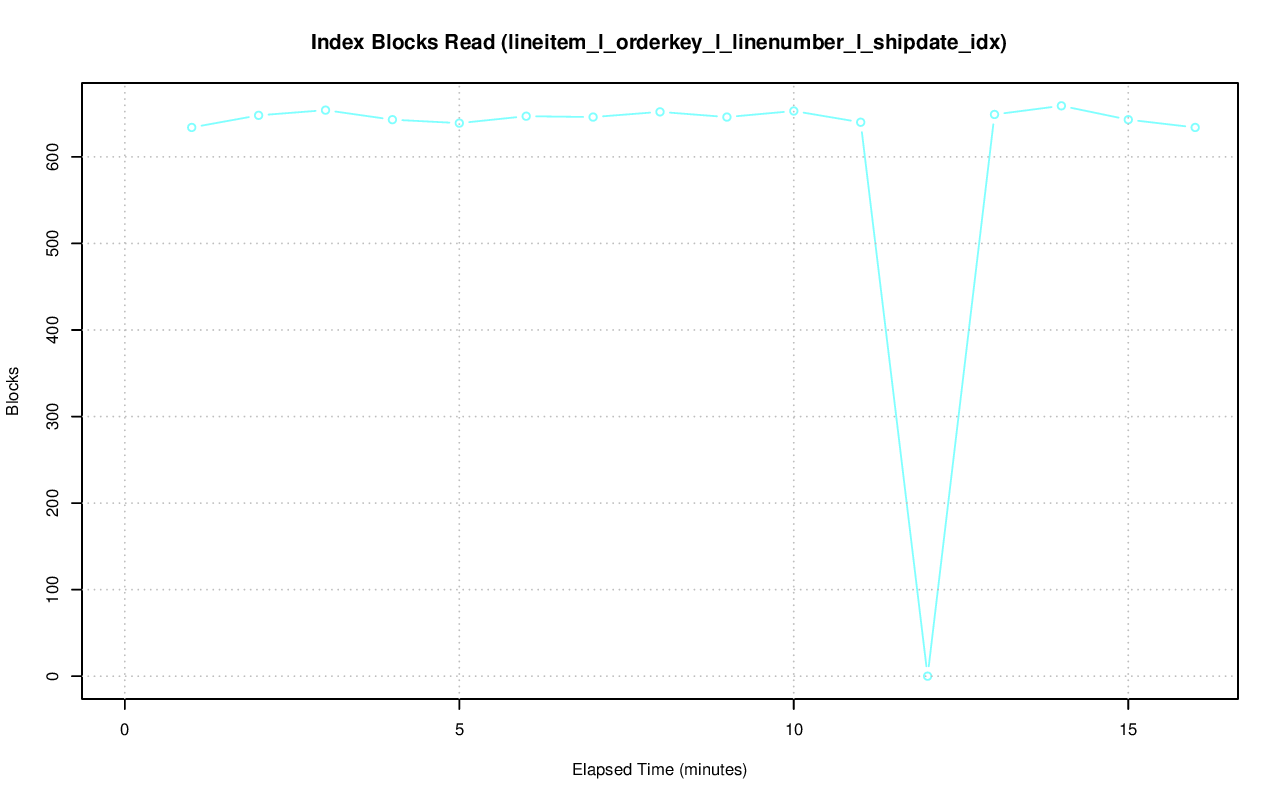 Index Blocks Read (lineitem_l_orderkey_l_linenumber_l_shipdate_idx)
600
500
400
300
200
100
0
Blocks
0 5 10 15
Elapsed Time (minutes)